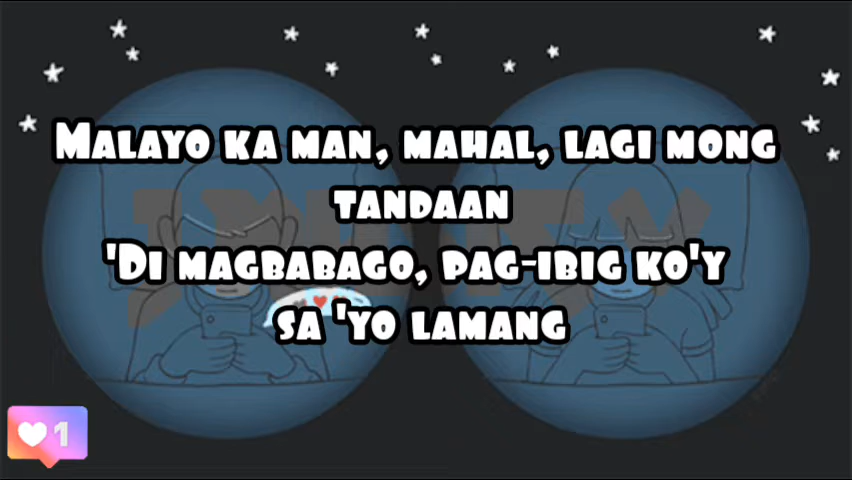 Malayo ka man, mahal, lagi mong
tandaan
'Di magbabago, pag-ibig ko'y
sa 'yo lamang
1